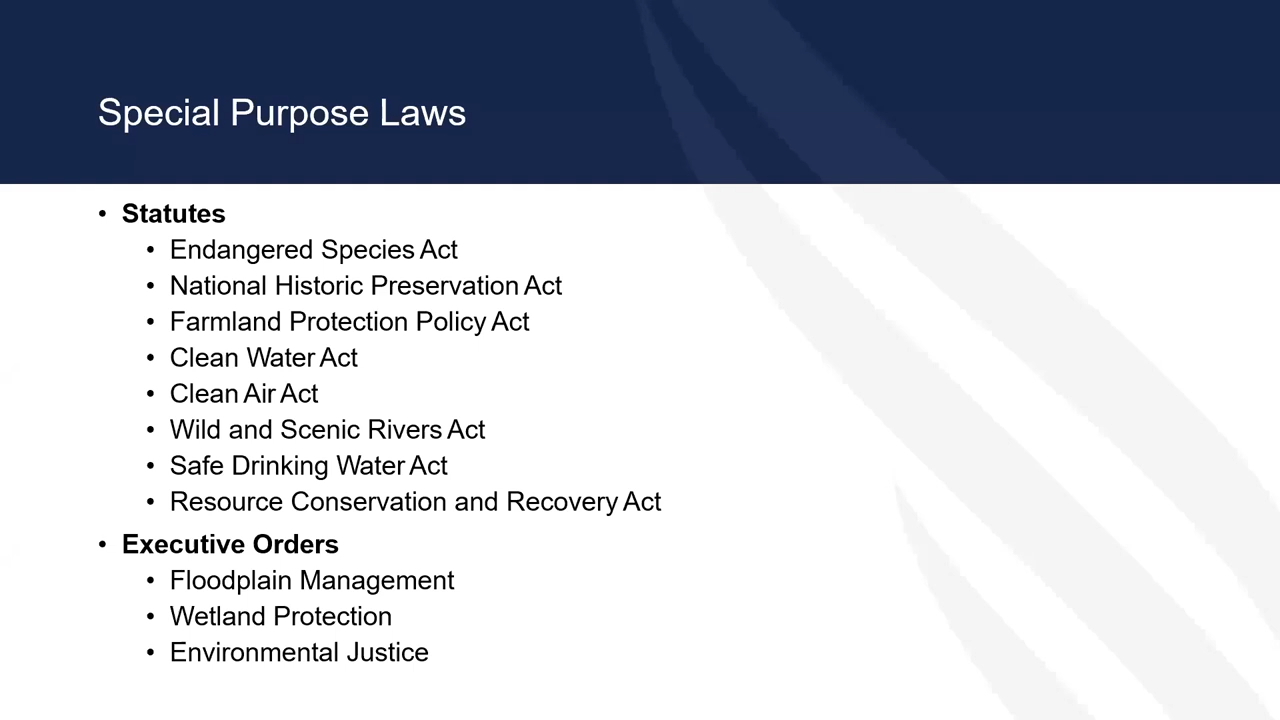 Special Purpose Laws
• Statutes
• Endangered Species Act
• National Historic Preservation Act
• Farmland Protection Policy Act
• Clean Water Act
• Clean Air Act
• Wild and Scenic Rivers Act
• Safe Drinking Water Act
• Resource Conservation and Recovery Act
• Executive Orders
• Floodplain Management
• Wetland Protection
• Environmental Justice